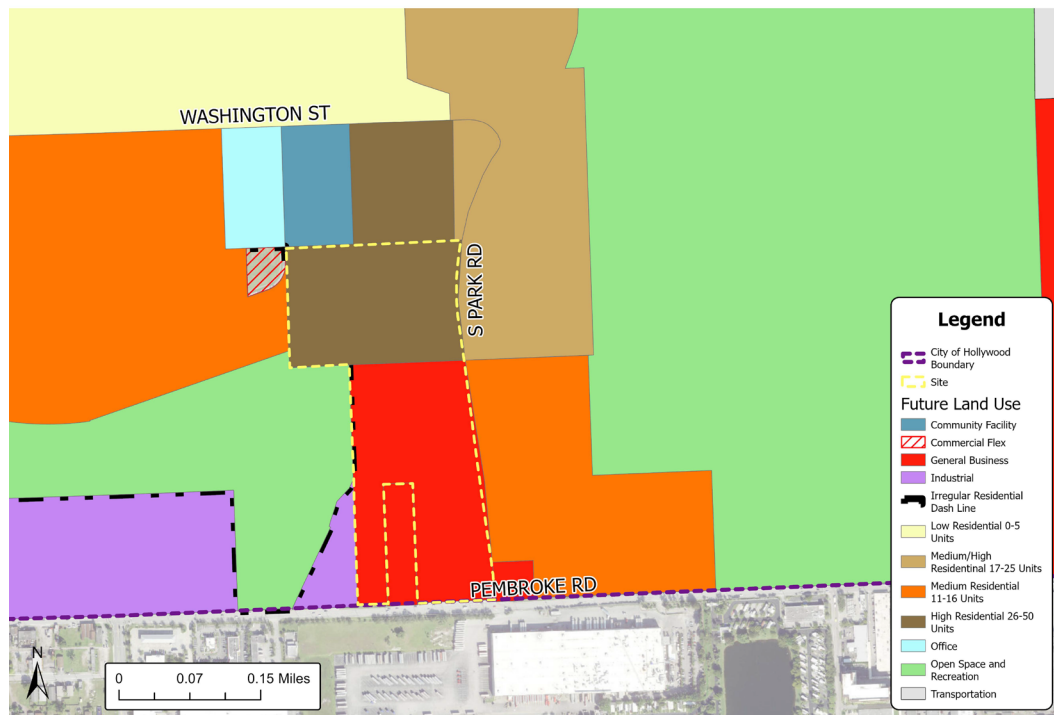 WASHINGTON ST
S PARK RD
PEMBROKE RD
N
0 0.07 0.15 Miles
Legend
City of Hollywood
Boundary
Site
Future Land Use
Community Facility
Commercial Flex
General Business
Industrial
Irregular Residential
Dash Line
Low Residential 0-5
Units
Medium/High
Residentinal 17-25 Units
Medium Residential
11-16 Units
High Residential 26-50
Units
Office
Open Space and
Recreation
Transportation